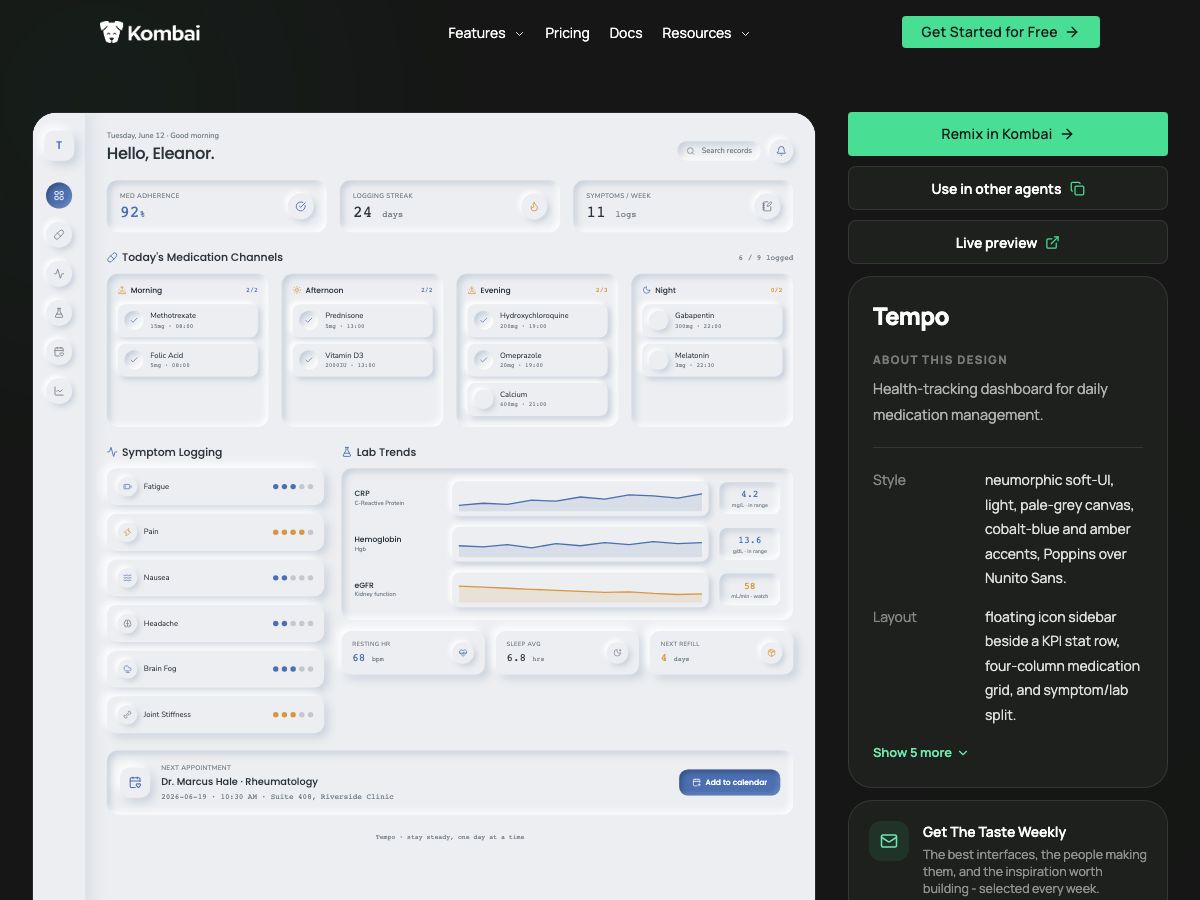 Kombai
Features
Pricing
Docs
Resources
Get Started for Free
T
Tuesday, June 12 · Good morning
Hello, Eleanor.
Search records
MED ADHERENCE
92%
LOGGING STREAK
24 days
SYMPTOMS / WEEK
11 logs
Today's Medication Channels
6 / 9 logged
Morning
2/2
Methotrexate
15mg · 08:00
Folic Acid
5mg · 08:00
Afternoon
2/2
Prednisone
5mg · 13:00
Vitamin D3
2000IU · 13:00
Evening
2/3
Hydroxychloroquine
200mg · 19:00
Omeprazole
20mg · 19:00
Calcium
600mg · 21:00
Night
0/2
Gabapentin
300mg · 22:00
Melatonin
3mg · 22:30
Symptom Logging
Fatigue
Pain
Nausea
Headache
Brain Fog
Joint Stiffness
Lab Trends
CRP
C-Reactive Protein
4.2
mg/L · in range
Hemoglobin
Hgb
13.6
g/dL · in range
eGFR
Kidney function
58
mL/min · watch
RESTING HR
68 bpm
SLEEP AVG
6.8 hrs
NEXT REFILL
4 days
NEXT APPOINTMENT
Dr. Marcus Hale · Rheumatology
2026-06-19 · 10:30 AM · Suite 408, Riverside Clinic
Add to calendar
Tempo · stay steady, one day at a time
Remix in Kombai
Use in other agents
Live preview
Tempo
ABOUT THIS DESIGN
Health-tracking dashboard for daily
medication management.
Style
neumorphic soft-UI,
light, pale-grey canvas,
cobalt-blue and amber
accents, Poppins over
Nunito Sans.
Layout
floating icon sidebar
beside a KPI stat row,
four-column medication
grid, and symptom/lab
split.
Show 5 more
Get The Taste Weekly
The best interfaces, the people making
them, and the inspiration worth
building - selected every week.